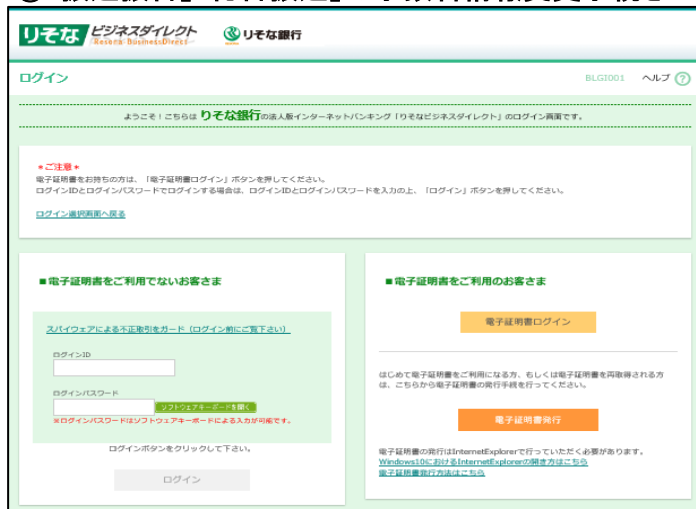 りそな ビジネスダイレクト りそな銀行
Resona BusinessDirect
ログイン BLGI001 ヘルプ ?
ようこそ！こちらは りそな銀行の法人版インターネットバンキング「りそなビジネスダイレクト」のログイン画面です。
*ご注意*
電子証明書をお持ちの方は、「電子証明書ログイン」ボタンを押してください。
ログインIDとログインパスワードでログインする場合は、ログインIDとログインパスワードを入力の上、「ログイン」ボタンを押してください。
ログイン選択画面へ戻る
■電子証明書をご利用でないお客さま
スパイウェアによる不正取引をガード（ログイン前にご覧下さい）
ログインID
ログインパスワード
ソフトウェアキーボードを開く
※ログインパスワードはソフトウェアキーボードによる入力が可能です。
ログインボタンをクリックして下さい。
ログイン
■電子証明書をご利用のお客さま
電子証明書ログイン
はじめて電子証明書をご利用になる方、もしくは電子証明書を再取得される方
は、こちらから電子証明書の発行手続を行ってください。
電子証明書発行
電子証明書の発行はInternetExplorerで行っていただく必要があります。
Windows10におけるInternetExplorerの開き方はこちら
電子証明書発行方法はこちら